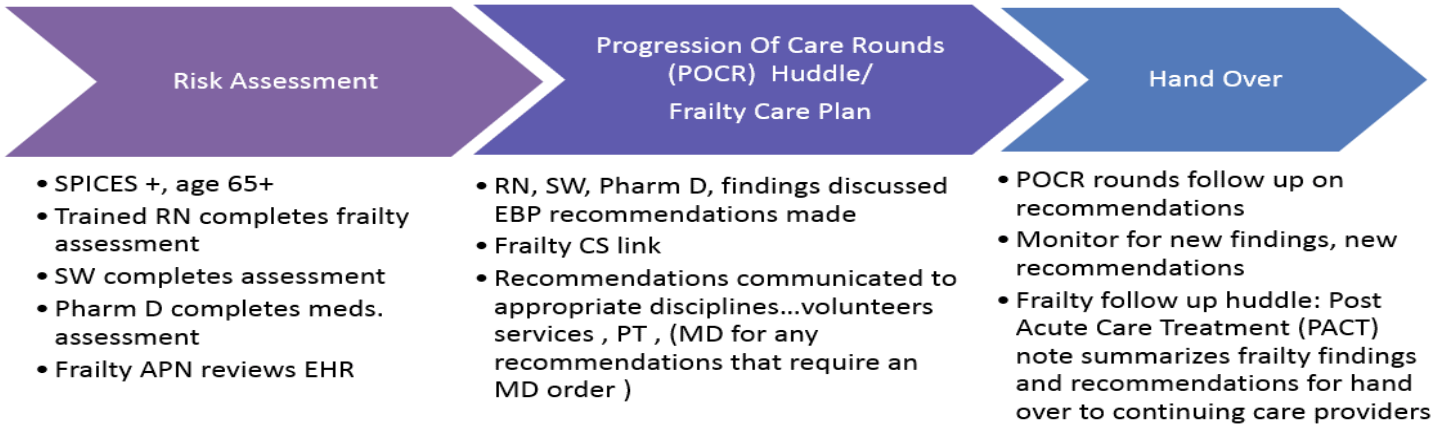 Risk Assessment
• SPICES +, age 65+
• Trained RN completes frailty
assessment
• SW completes assessment
• Pharm D completes meds.
assessment
• Frailty APN reviews EHR
Progression Of Care Rounds
(POCR)  Huddle/
Frailty Care Plan
• RN, SW, Pharm D, findings discussed
EBP recommendations made
• Frailty CS link
• Recommendations communicated to
appropriate disciplines...volunteers
services , PT , (MD for any
recommendations that require an
MD order )
Hand Over
• POCR rounds follow up on
recommendations
• Monitor for new findings, new
recommendations
• Frailty follow up huddle: Post
Acute Care Treatment (PACT)
note summarizes frailty findings
and recommendations for hand
over to continuing care providers